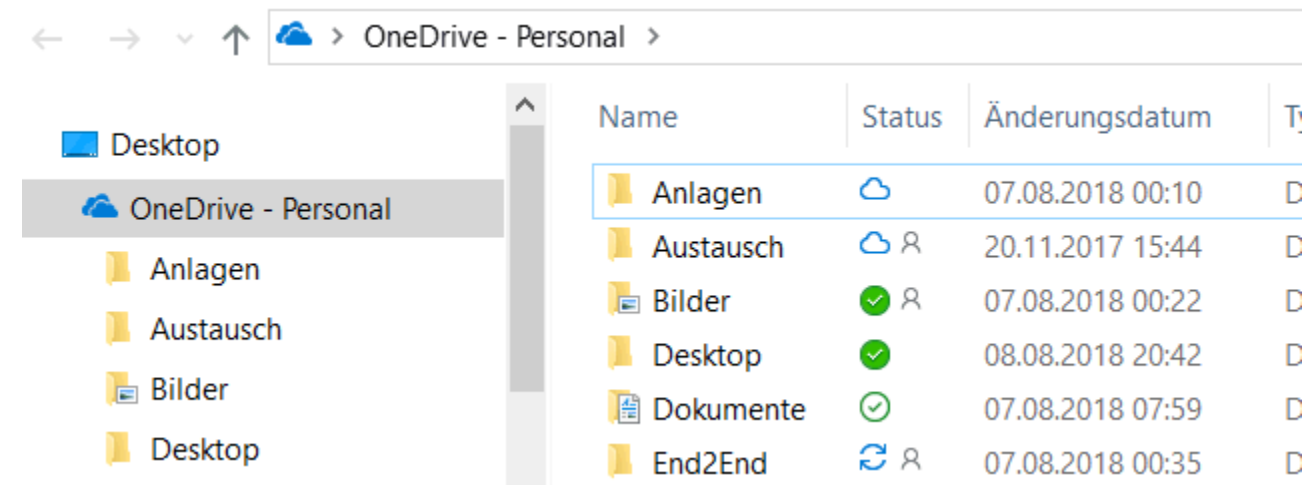 OneDrive - Personal
Desktop
OneDrive - Personal
Anlagen
Austausch
Bilder
Desktop
Name Status Änderungsdatum
Anlagen 07.08.2018 00:10
Austausch 20.11.2017 15:44
Bilder 07.08.2018 00:22
Desktop 08.08.2018 20:42
Dokumente 07.08.2018 07:59
End2End 07.08.2018 00:35